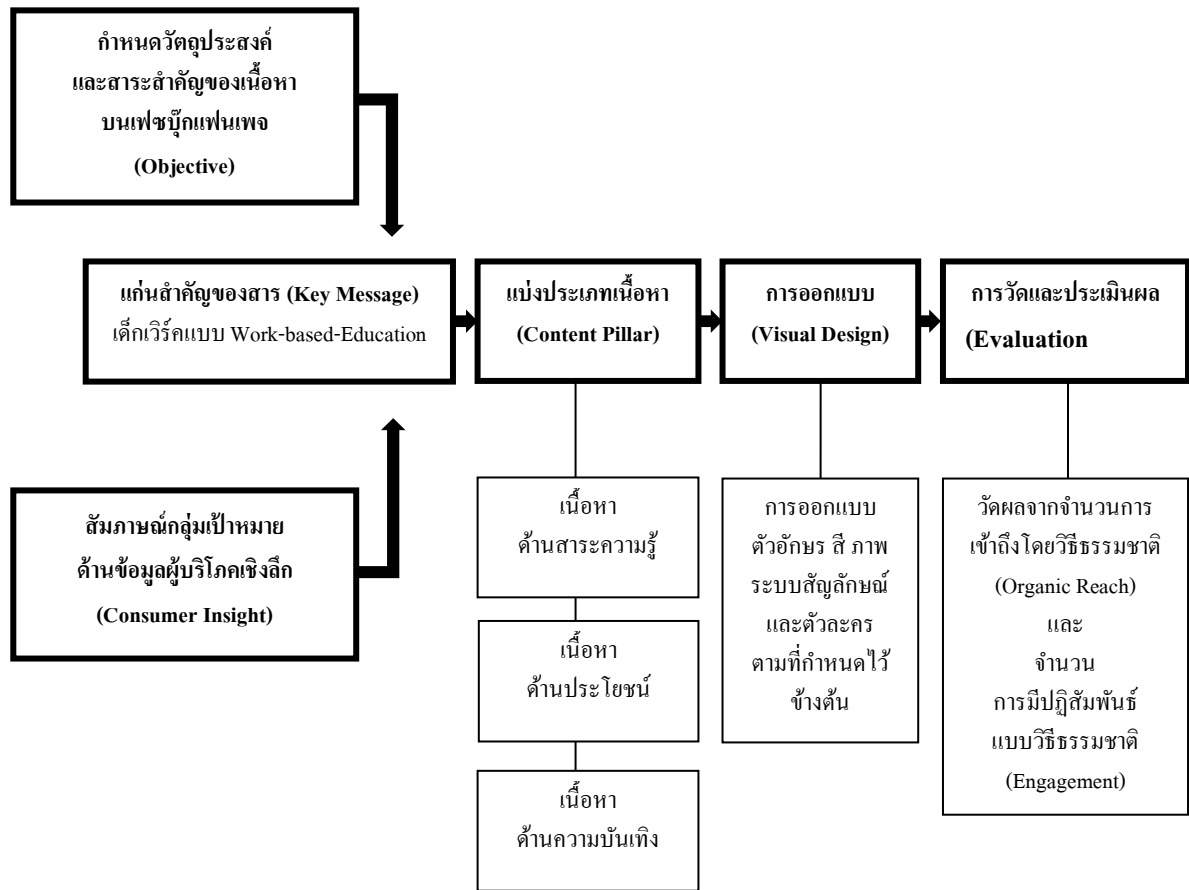 กำหนดวัตถุประสงค์
และสาระสำคัญของเนื้อหา
บนเฟซบุ๊กแฟนเพจ
(Objective)
แก่นสำคัญของสาร (Key Message)
เด็กเวิร์คแบบ Work-based-Education
สัมภาษณ์กลุ่มเป้าหมาย
ด้านข้อมูลผู้บริโภคเชิงลึก
(Consumer Insight)
แบ่งประเภทเนื้อหา
(Content Pillar)
เนื้อหา
ด้านสาระความรู้
เนื้อหา
ด้านประโยชน์
เนื้อหา
ด้านความบันเทิง
การออกแบบ
(Visual Design)
การออกแบบ
ตัวอักษร สี ภาพ
ระบบสัญลักษณ์
และตัวละคร
ตามที่กำหนดไว้
ข้างต้น
การวัดและประเมินผล
(Evaluation
วัดผลจากจำนวนการ
เข้าถึงโดยวิธีธรรมชาติ
(Organic Reach)
และ
จำนวน
การมีปฏิสัมพันธ์
แบบวิธีธรรมชาติ
(Engagement)